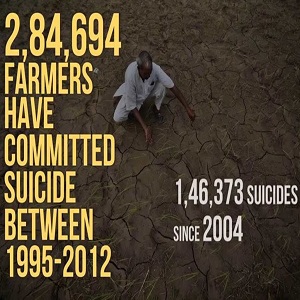 2,84,694
FARMERS
HAVE
COMMITTED
SUICIDE
BETWEEN
1995-2012
1,46,373 SUICIDES
SINCE 2004